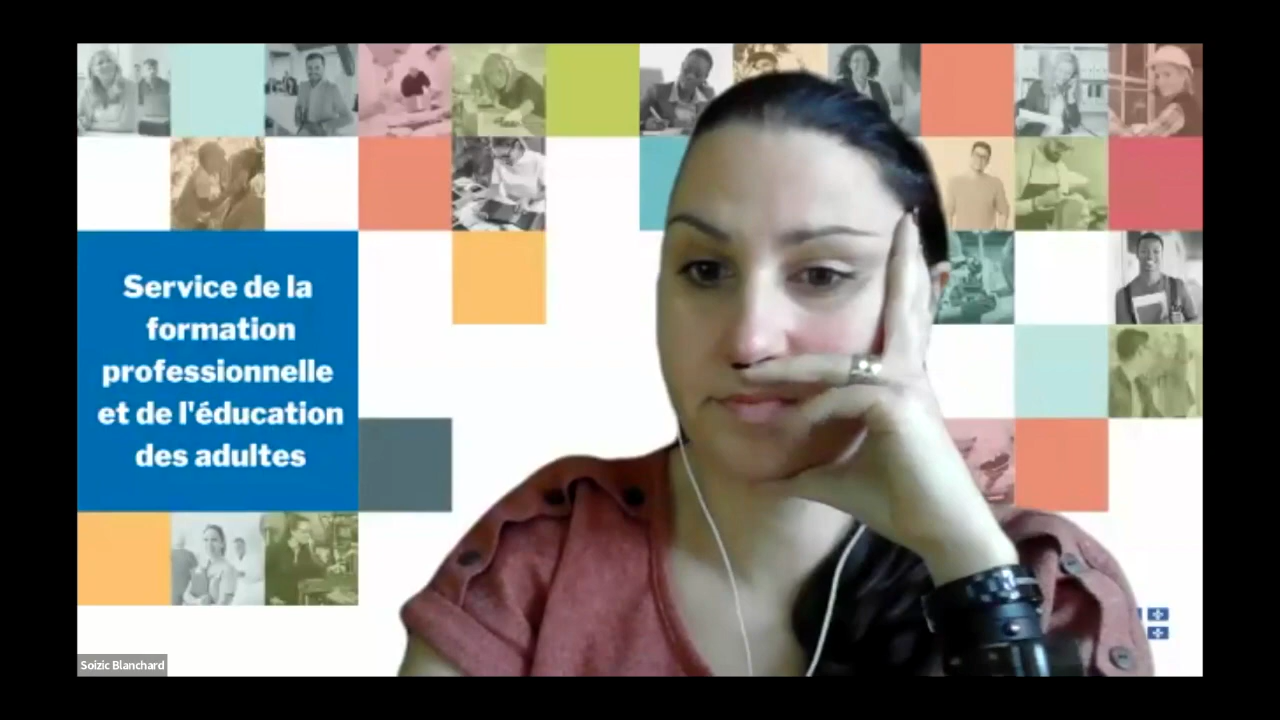 Service de la
formation
professionnelle
et de l'éducation
des adultes
Soizic Blanchard